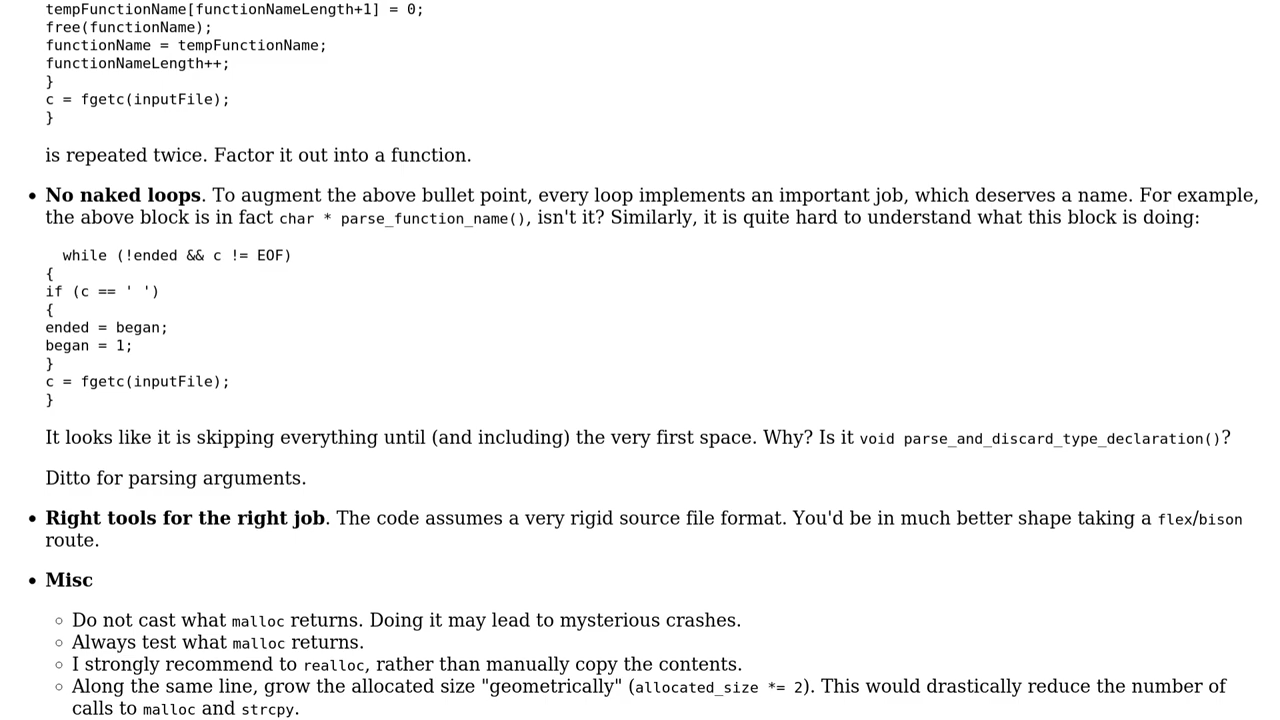 tempFunctionName[functionNameLength+1] = 0;
free(functionName);
functionName = tempFunctionName;
functionNameLength++;
}
c = fgetc(inputFile);
}
is repeated twice. Factor it out into a function.
• No naked loops. To augment the above bullet point, every loop implements an important job, which deserves a name. For example,
the above block is in fact char * parse_function_name(), isn't it? Similarly, it is quite hard to understand what this block is doing:
while (!ended && c != EOF)
{
if (c == ' ')
{
ended = began;
began = 1;
}
c = fgetc(inputFile);
}
It looks like it is skipping everything until (and including) the very first space. Why? Is it void parse_and_discard_type_declaration()?
Ditto for parsing arguments.
• Right tools for the right job. The code assumes a very rigid source file format. You'd be in much better shape taking a flex/bison
route.
• Misc
◦ Do not cast what malloc returns. Doing it may lead to mysterious crashes.
◦ Always test what malloc returns.
◦ I strongly recommend to realloc, rather than manually copy the contents.
◦ Along the same line, grow the allocated size "geometrically" (allocated_size *= 2). This would drastically reduce the number of
calls to malloc and strcpy.